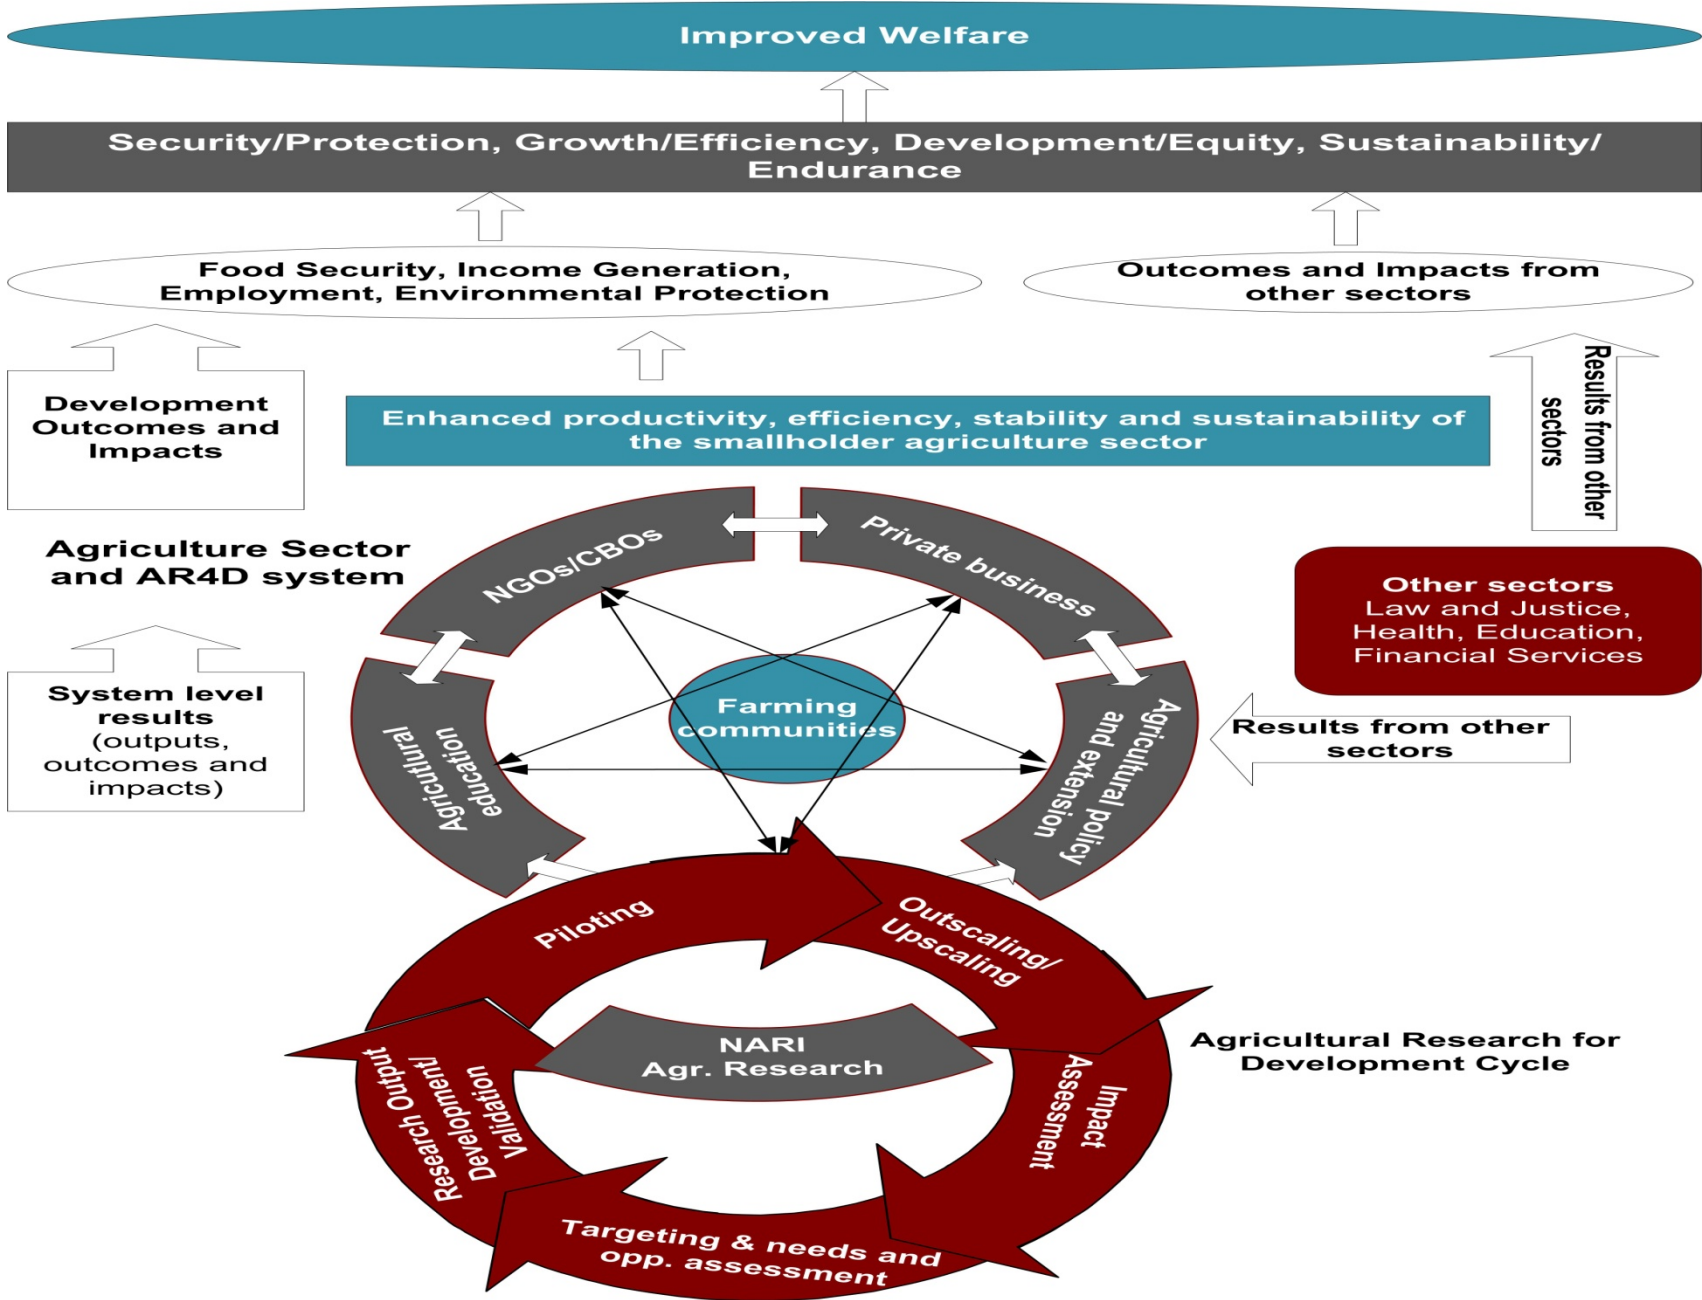 Improved Welfare
Security/Protection, Growth/Efficiency, Development/Equity, Sustainability/
Endurance
Food Security, Income Generation,
Employment, Environmental Protection
Outcomes and Impacts from
other sectors
Development
Outcomes and
Impacts
Enhanced productivity, efficiency, stability and sustainability of
the smallholder agriculture sector
Results from other
sectors
Agriculture Sector
and AR4D system
NGOs/CBOs
Private business
Other sectors
Law and Justice,
Health, Education,
Financial Services
System level
results
(outputs,
outcomes and
impacts)
Agricutlural
education
Farming
communities
Agricultural policy
and extension
Results from other
sectors
Piloting
Outscaling/
Upscaling
NARI
Agr. Research
Agricultural Research for
Development Cycle
Research Output
Development/
Validation
Impact
Assessment
Targeting & needs and
opp. assessment